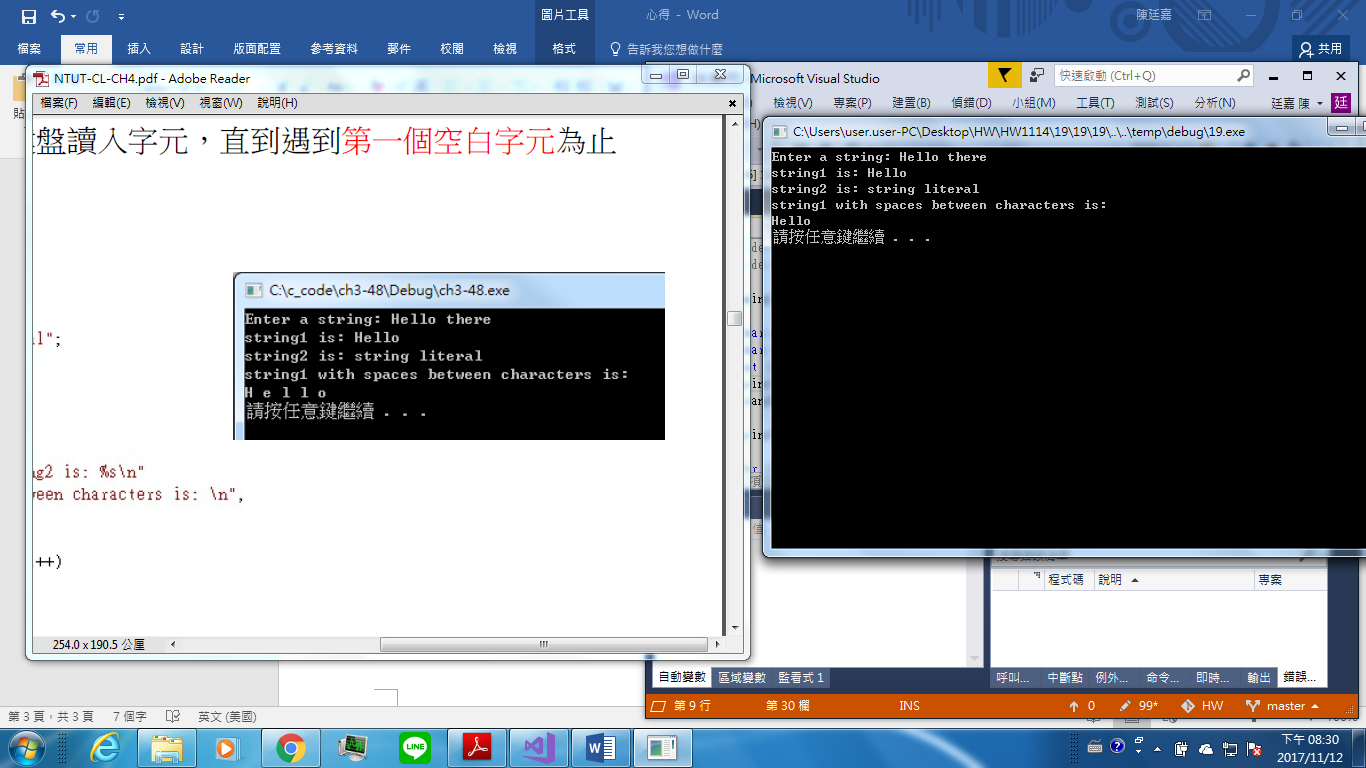 圖片工具
心得 - Word
陳廷嘉
檔案
常用
插入
設計
版面配置
參考資料
郵件
校閱
檢視
格式
告訴我您想做什麼
共用
NTUT-CL-CH4.pdf - Adobe Reader
檔案(F) 編輯(E) 檢視(V) 視窗(W) 說明(H)
盤讀入字元，直到遇到第一個空白字元為止
C:\c_code\ch3-48\Debug\ch3-48.exe
Enter a string: Hello there
string1 is: Hello
string2 is: string literal
string1 with spaces between characters is:
H e l l o
請按任意鍵繼續 . . .
l";
ng2 is: %s\n"
ween characters is: \n",
++)
254.0 x 190.5 公厘
Microsoft Visual Studio
快速啟動 (Ctrl+Q)
檢視(V) 專案(P) 建置(B) 偵錯(D) 小組(M) 工具(T) 測試(S) 分析(N)
廷嘉 陳
廷
C:\Users\user.user-PC\Desktop\HW\HW1114\19\19\19\..\..\temp\debug\19.exe
Enter a string: Hello there
string1 is: Hello
string2 is: string literal
string1 with spaces between characters is:
Hello
請按任意鍵繼續 . . .
程式碼 說明 專案
自動變數 區域變數 監看式 1
呼叫... 中斷點 例外... 命令... 即時... 輸出 錯誤...
第 9 行 第 30 欄 INS 0 99* HW master
第 3 頁，共 3 頁 7 個字 英文 (美國)
LINE
下午 08:30
2017/11/12